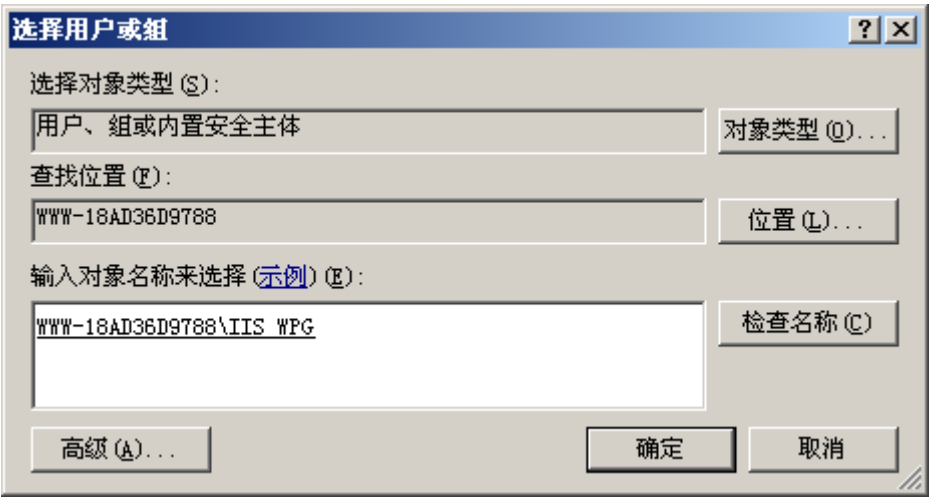 选择用户或组
选择对象类型(S):
用户、组或内置安全主体
对象类型(O)...
查找位置(F):
WWW-18AD36D9788
位置(L)...
输入对象名称来选择(示例)(E):
WWW-18AD36D9788\IIS_WPG
检查名称(C)
高级(A)...
确定
取消